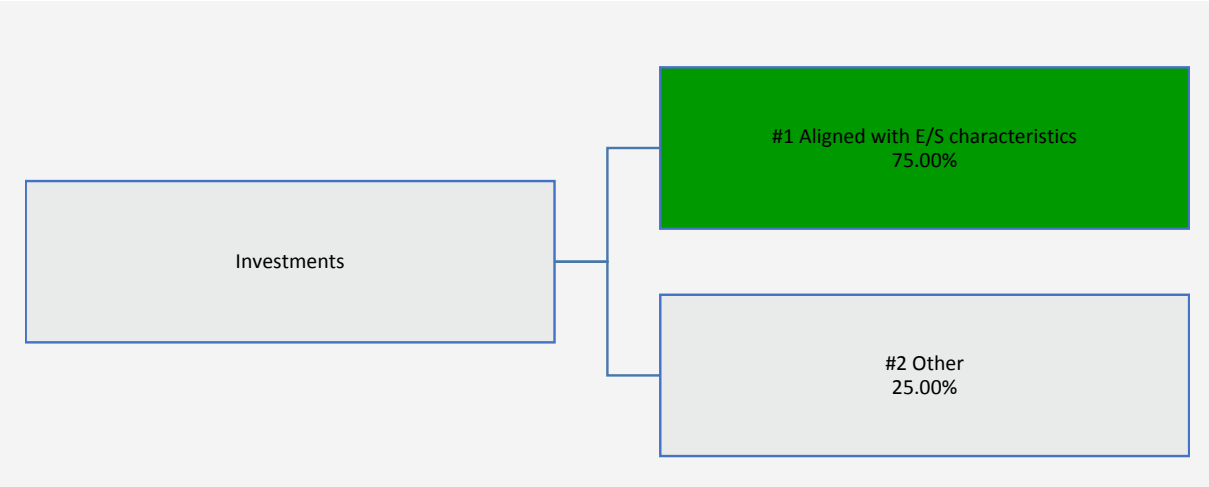 Investments
#1 Aligned with E/S characteristics
75.00%
#2 Other
25.00%